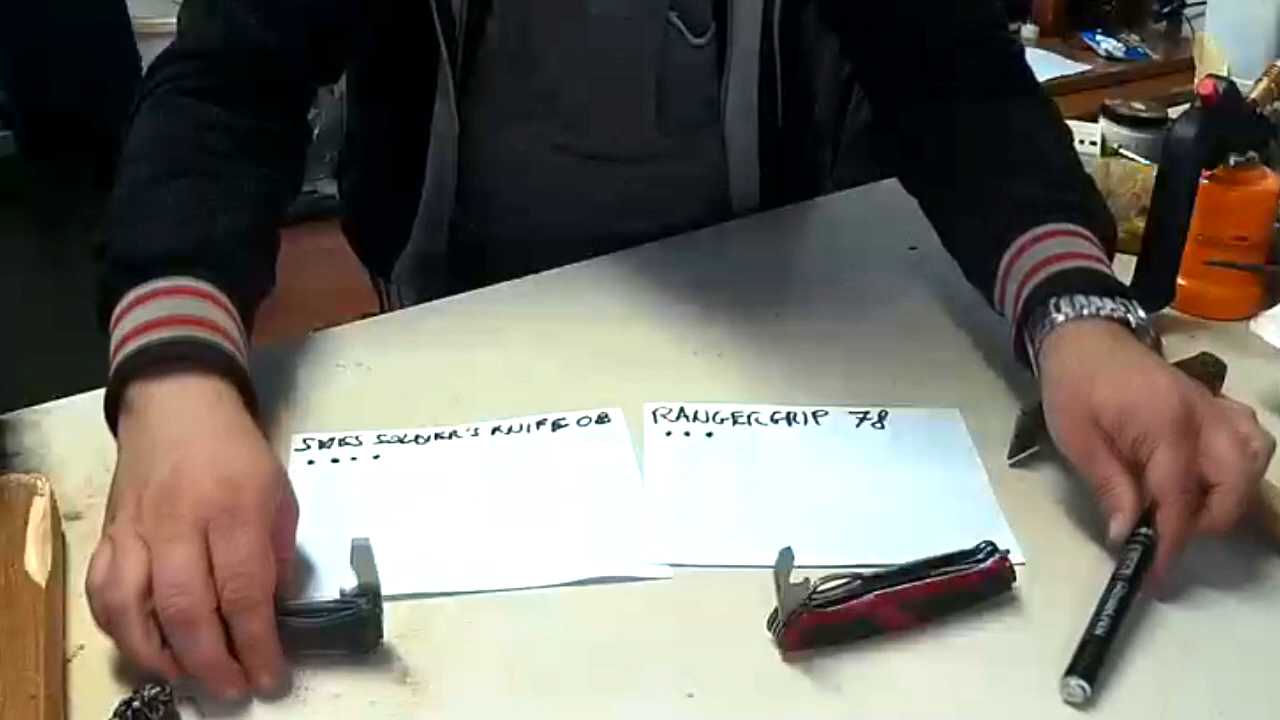 SWISS SOLDIER'S KNIFE 08
• • • •
RANGERGRIP 78
• • •